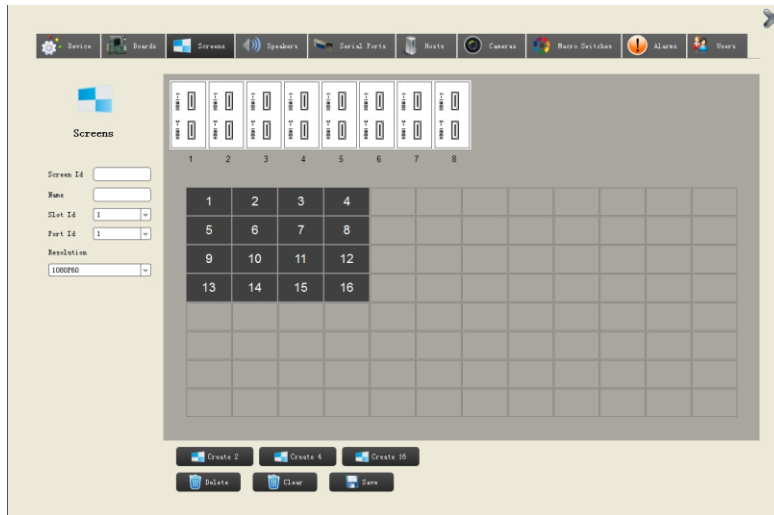 Device Boards Screens Speakers Serial Ports Hosts Cameras Macro Switches Alarms Users
Screens
1 2 3 4 5 6 7 8
Screen Id
Name
Slot Id 1
Port Id 1
Resolution
1080P60
1 2 3 4
5 6 7 8
9 10 11 12
13 14 15 16
Create 2 Create 4 Create 16
Delete Clear Save